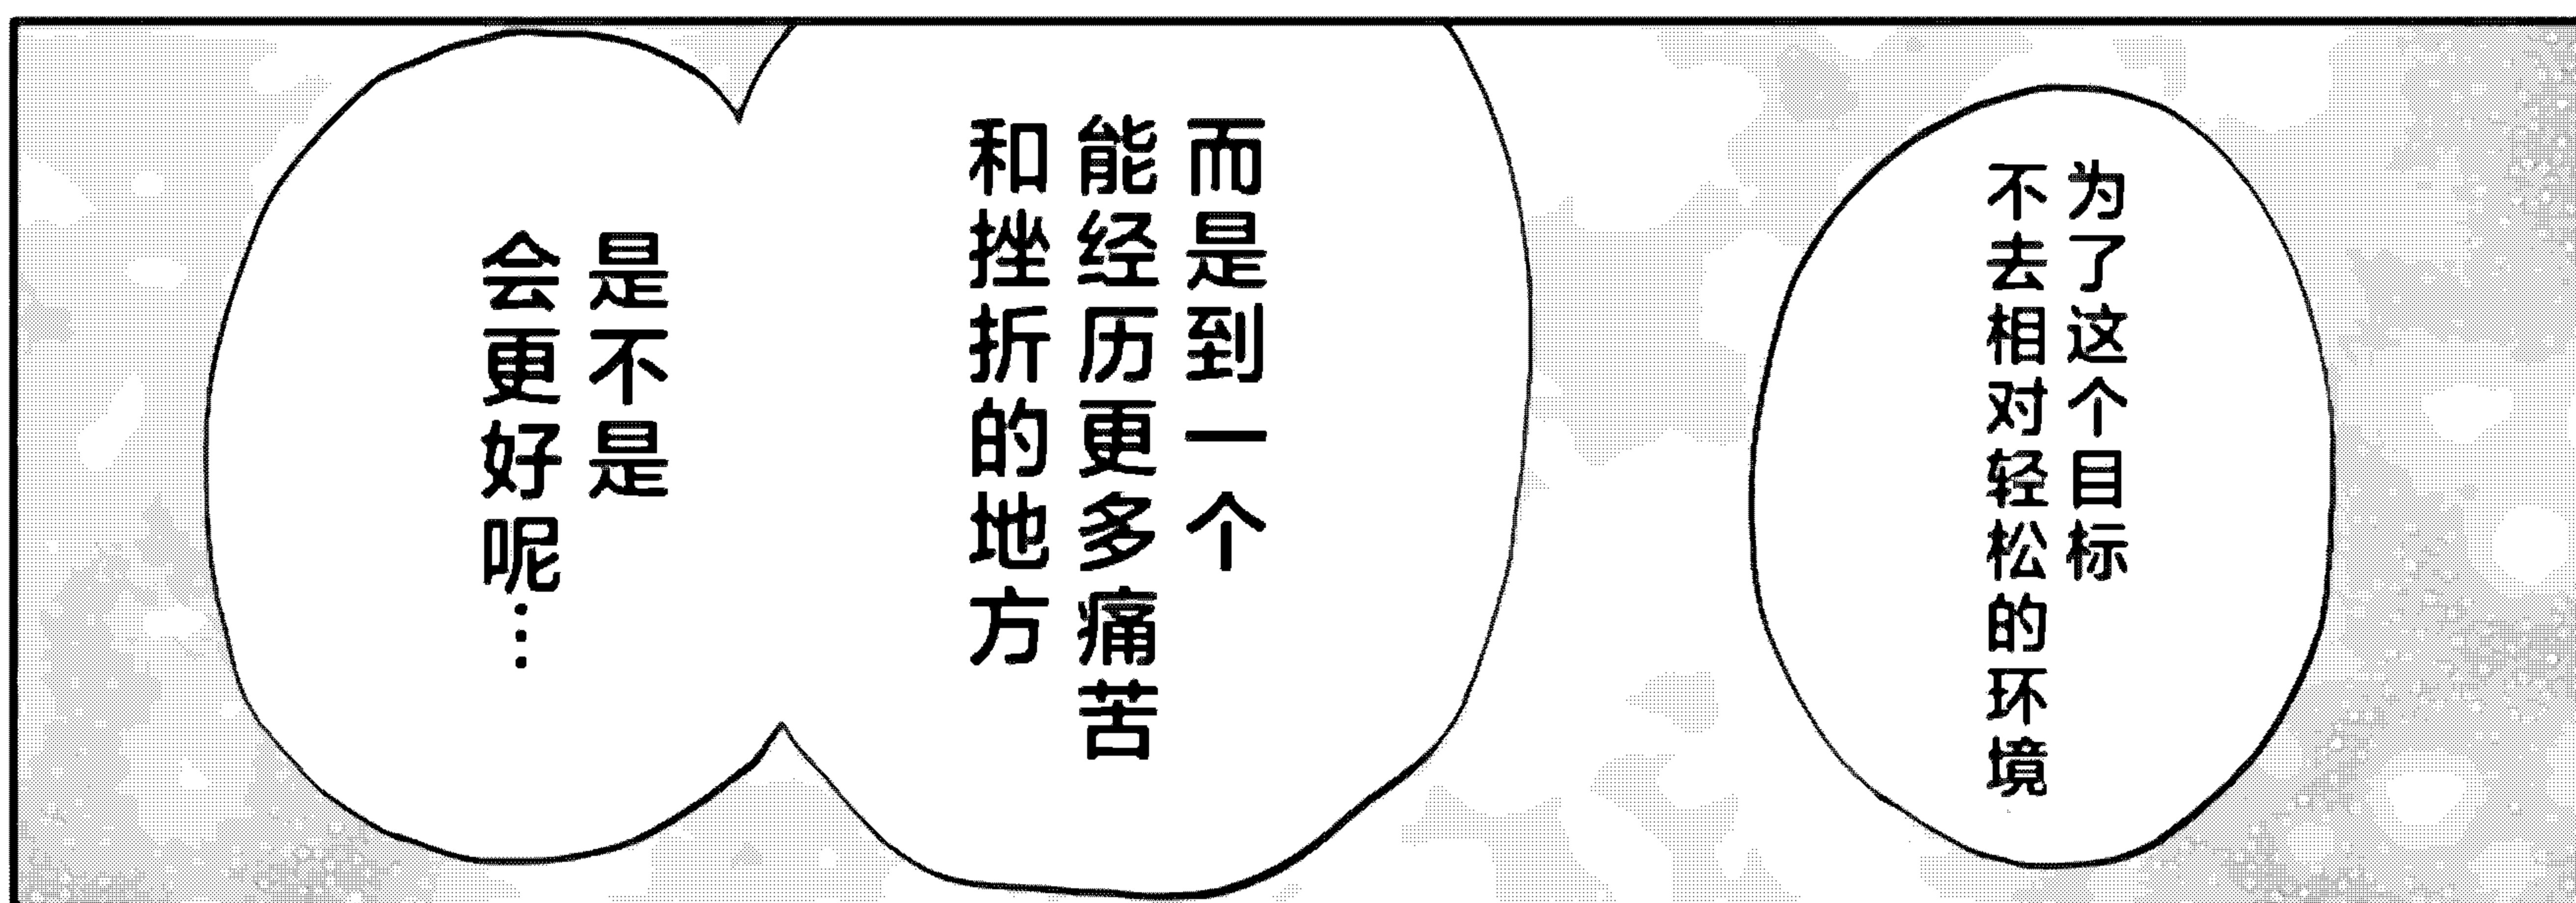 为了这个目标
不去相对轻松的环境
而是到一个
能经历更多痛苦
和挫折的地方
是不是
会更好呢…